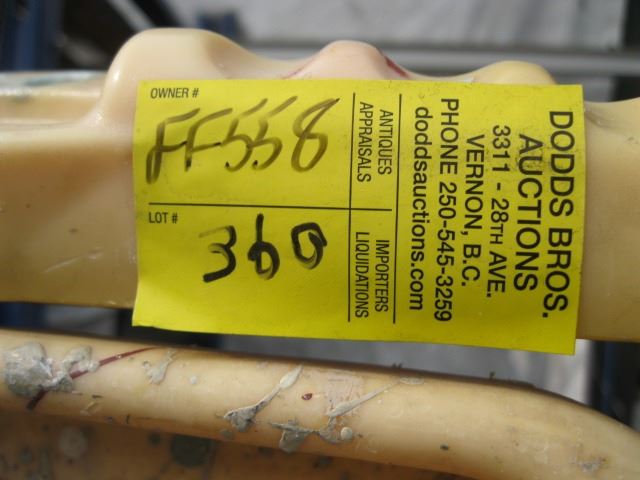 DODDS BROS.
AUCTIONS
3311 - 28TH AVE.
VERNON, B.C.
PHONE 250-545-3259
doddsauctions.com
ANTIQUES
APPRAISALS
IMPORTERS
LIQUIDATIONS
OWNER #
FF558
LOT #
360